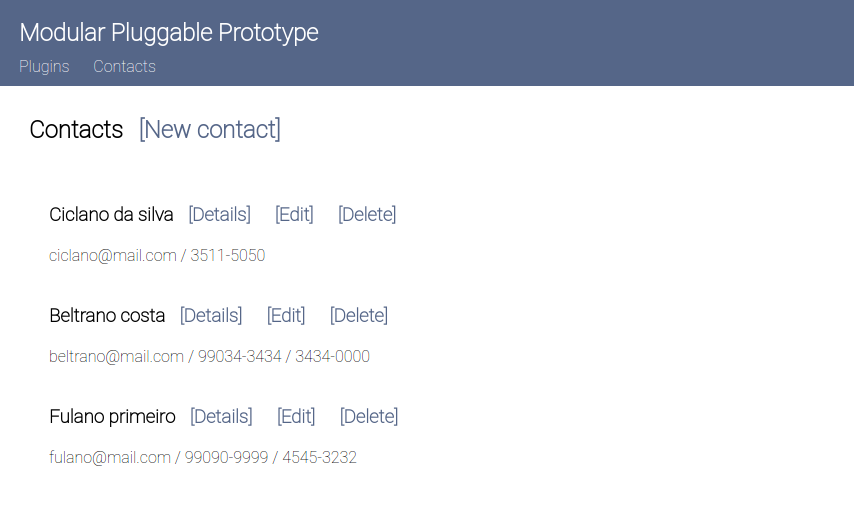 Modular Pluggable Prototype
Plugins Contacts
Contacts [New contact]
Ciclano da silva [Details] [Edit] [Delete]
ciclano@mail.com / 3511-5050
Beltrano costa [Details] [Edit] [Delete]
beltrano@mail.com / 99034-3434 / 3434-0000
Fulano primeiro [Details] [Edit] [Delete]
fulano@mail.com / 99090-9999 / 4545-3232